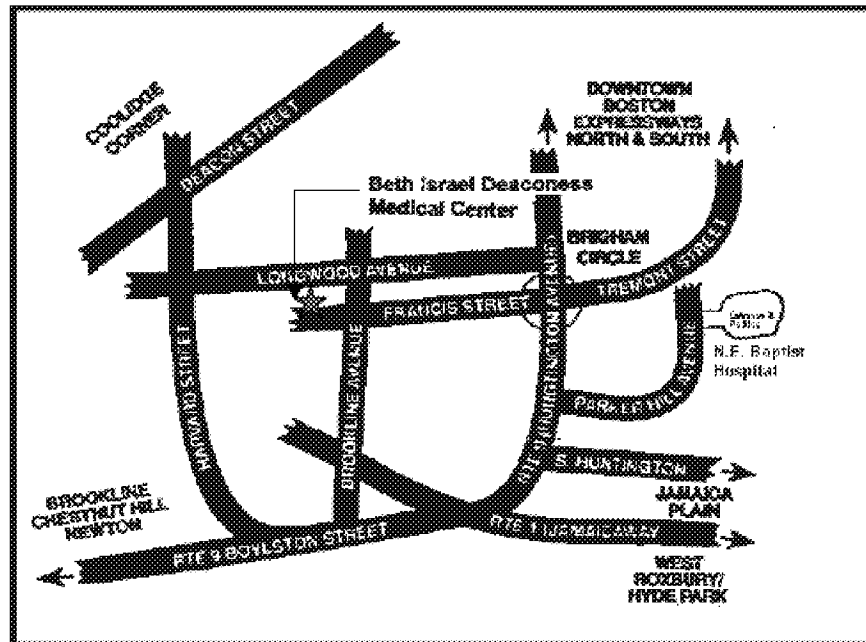 COOLIDGE
CORNER
BEACON STREET
DOWNTOWN
BOSTON
EXPRESSWAYS
NORTH & SOUTH
Beth Israel Deaconess
Medical Center
LONGWOOD AVENUE
BRIGHAM
CIRCLE
FRANCIS STREET
TREMONT STREET
HARVARD STREET
BROOKLINE AVENUE
RTE 9 HUNTINGTON AVENUE
N.E. Baptist
Hospital
PARKER HILL AVENUE
S. HUNTINGTON
JAMAICA
PLAIN
BROOKLINE
CHESTNUT HILL
NEWTON
RTE 9 BOYLSTON STREET
RTE 1 JAMAICAWAY
WEST
ROXBURY/
HYDE PARK